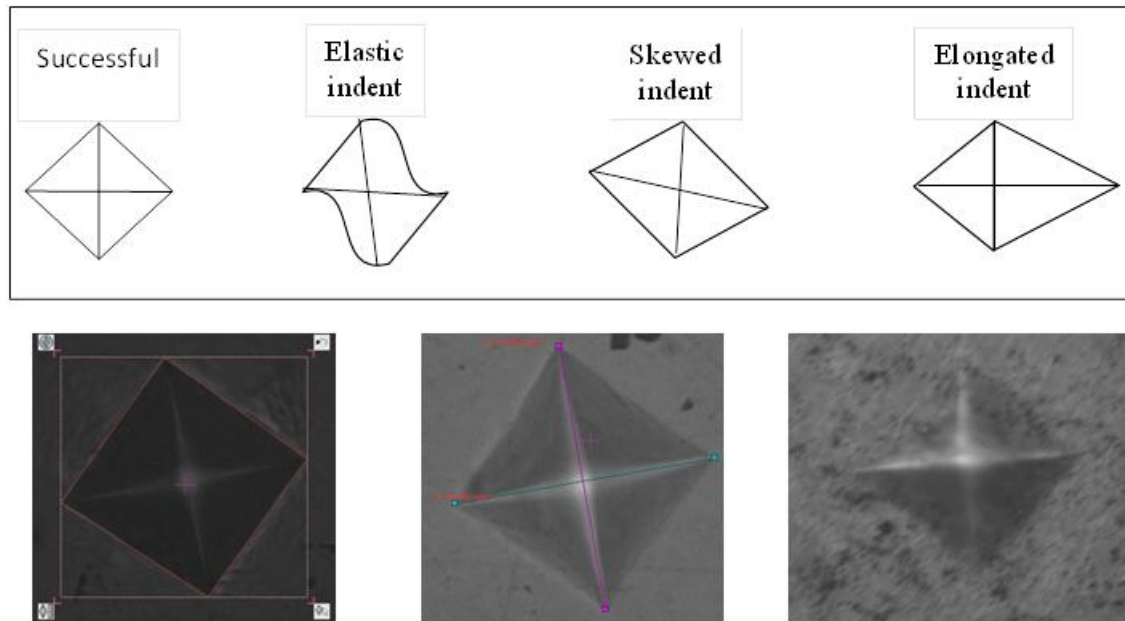 Successful
Elastic
indent
Skewed
indent
Elongated
indent